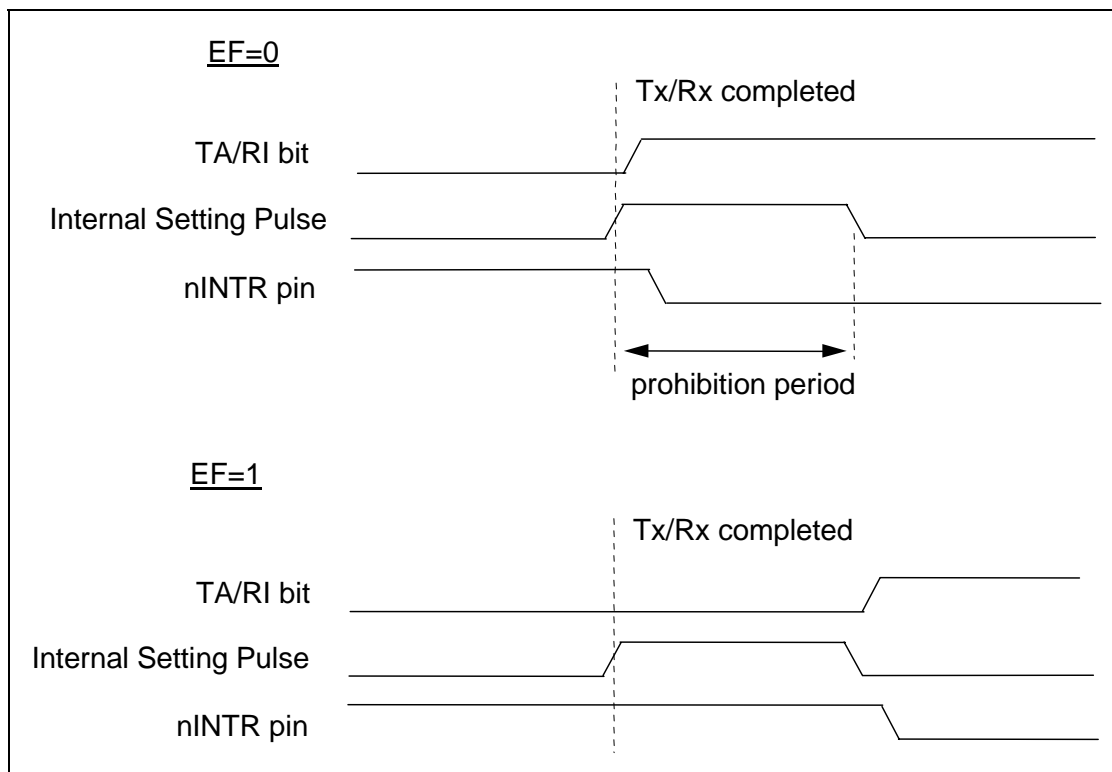 EF=0
Tx/Rx completed
TA/RI bit
Internal Setting Pulse
nINTR pin
prohibition period
EF=1
Tx/Rx completed
TA/RI bit
Internal Setting Pulse
nINTR pin